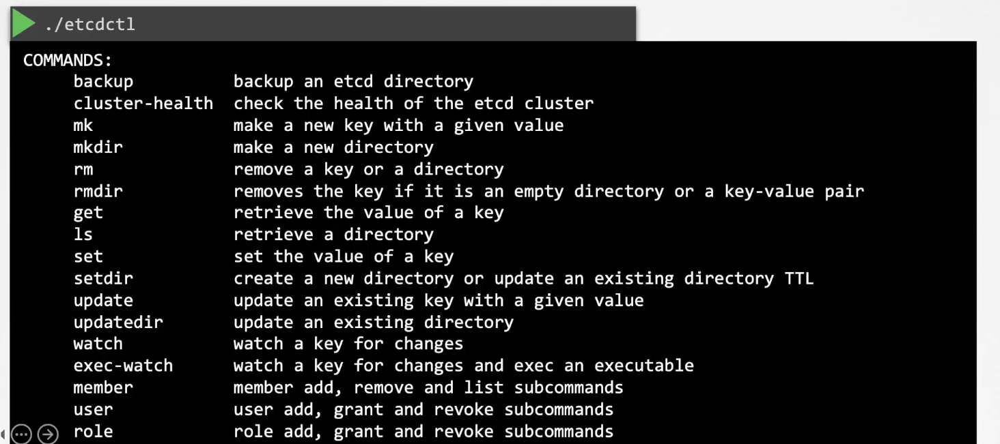 ./etcdctl
COMMANDS:
backup backup an etcd directory
cluster-health check the health of the etcd cluster
mk make a new key with a given value
mkdir make a new directory
rm remove a key or a directory
rmdir removes the key if it is an empty directory or a key-value pair
get retrieve the value of a key
ls retrieve a directory
set set the value of a key
setdir create a new directory or update an existing directory TTL
update update an existing key with a given value
updatedir update an existing directory
watch watch a key for changes
exec-watch watch a key for changes and exec an executable
member member add, remove and list subcommands
user user add, grant and revoke subcommands
role role add, grant and revoke subcommands